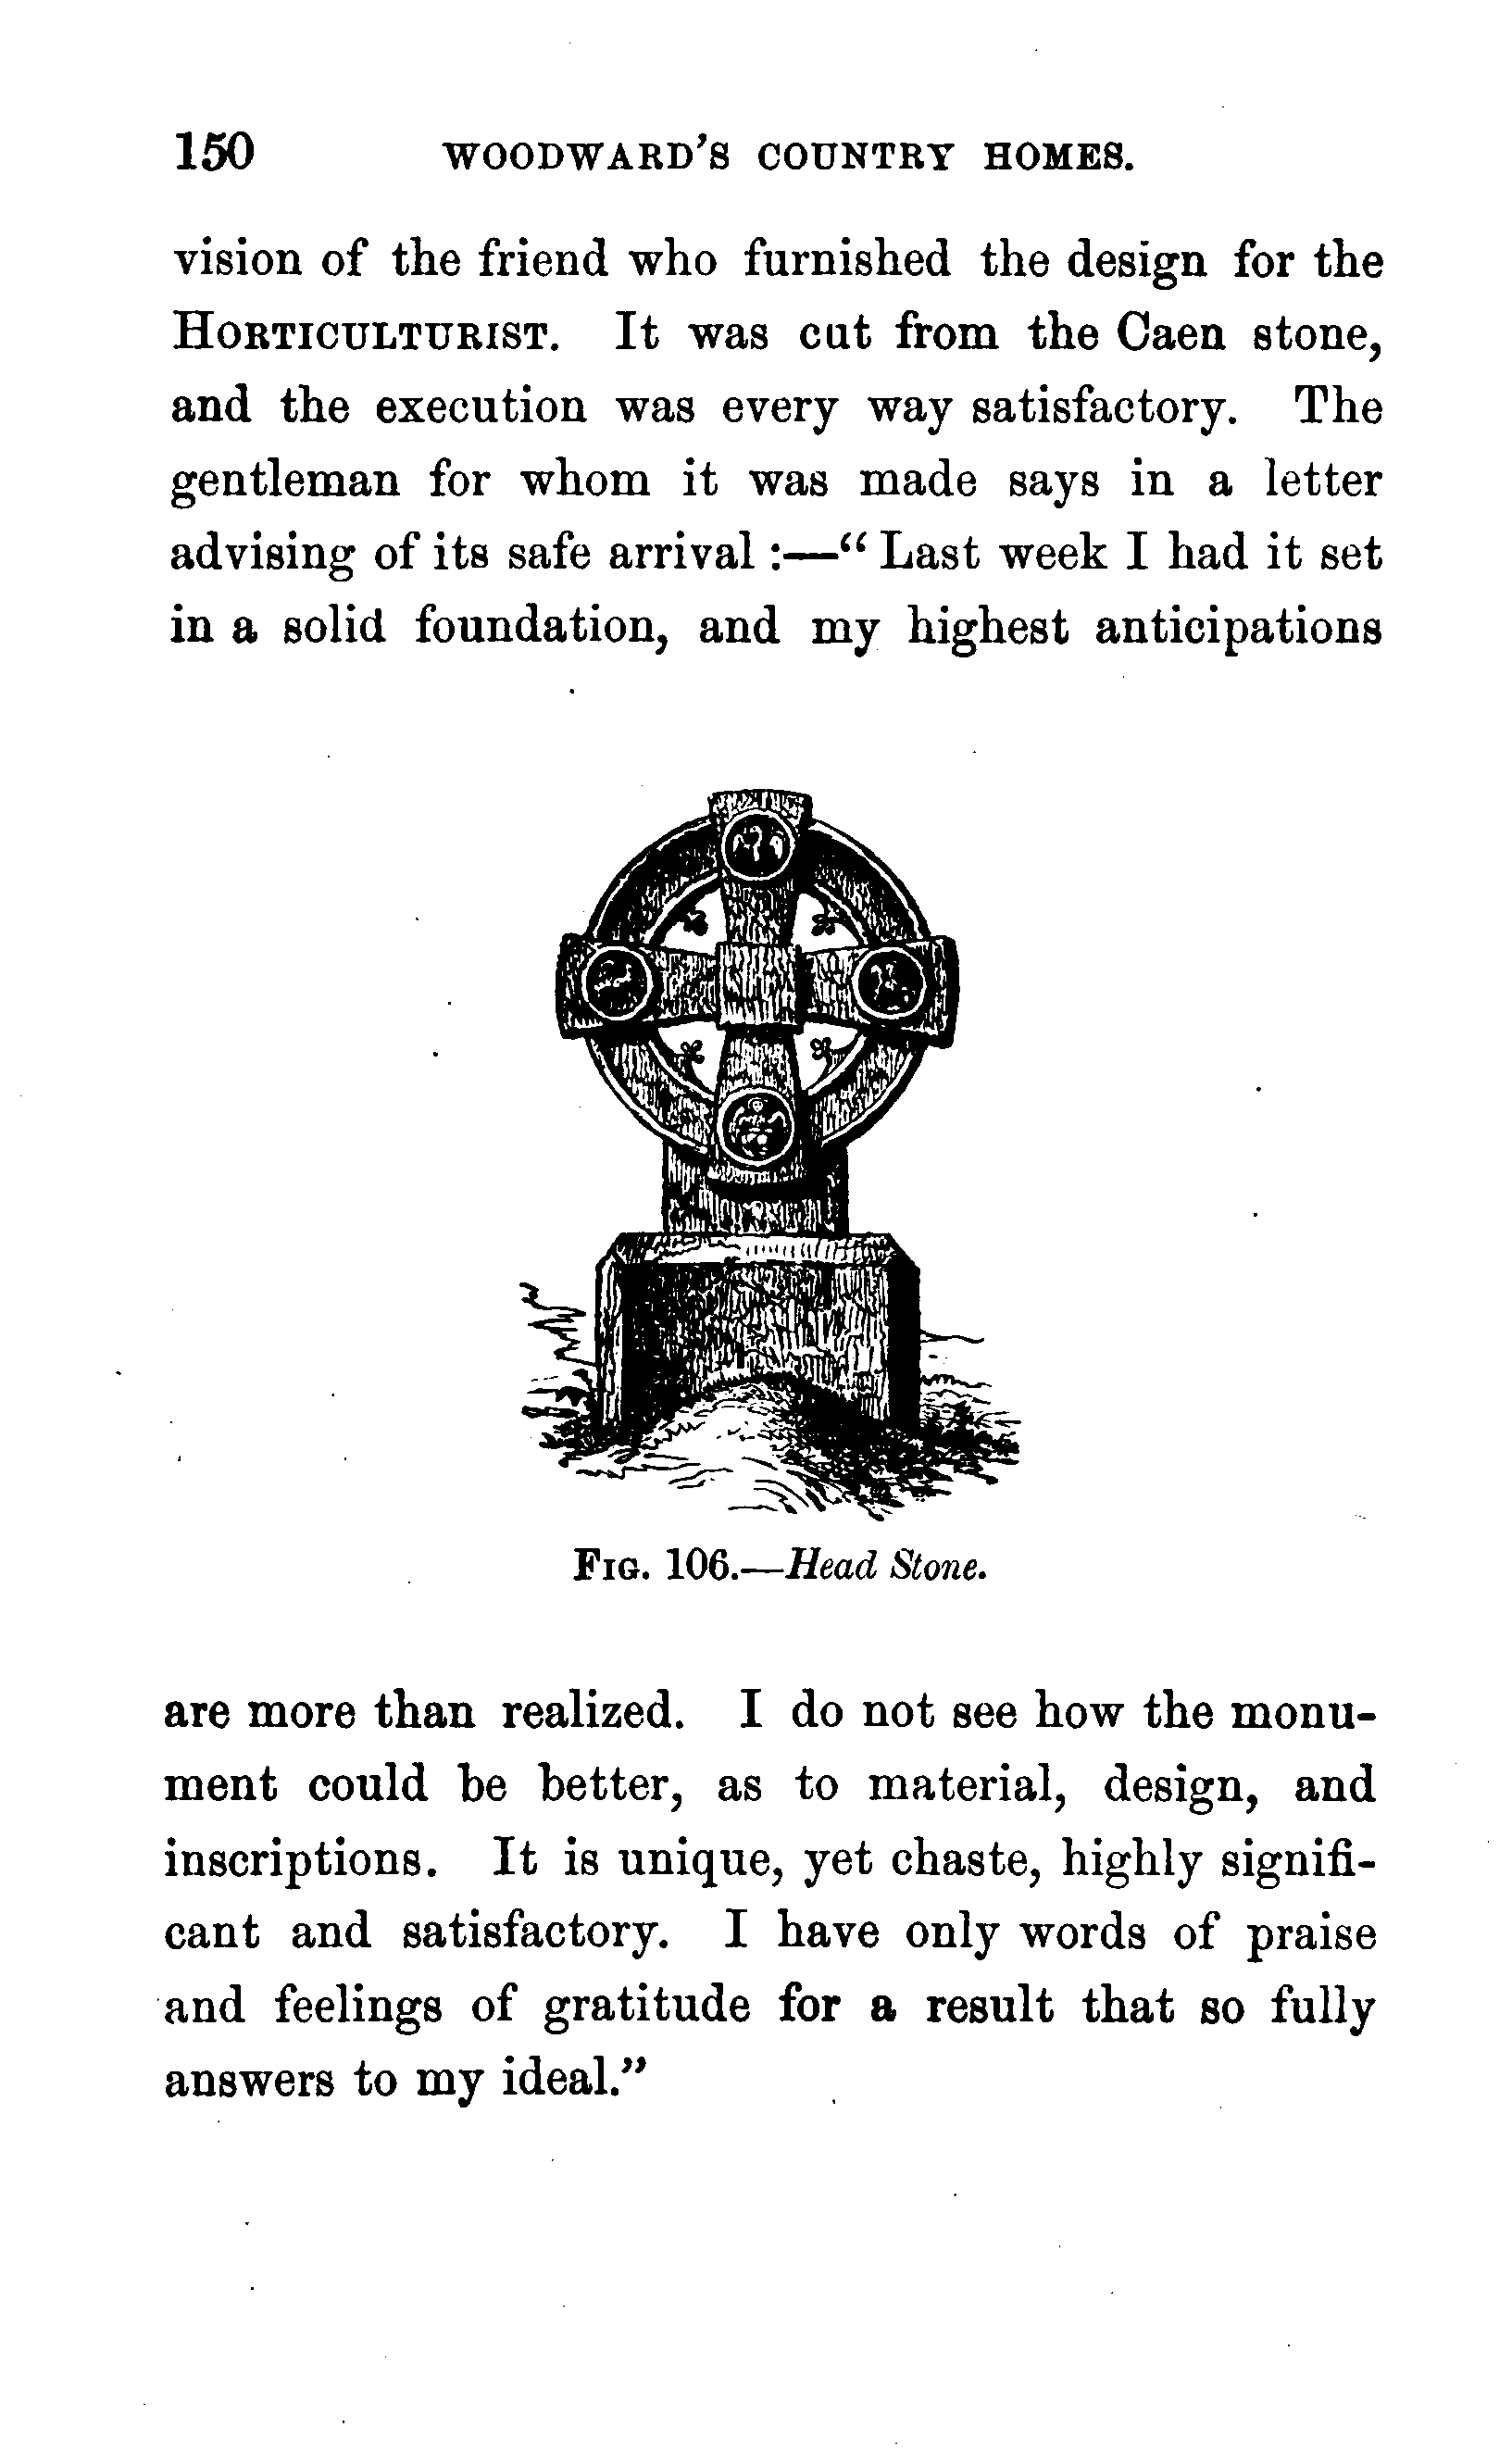 150 WOODWARD'S COUNTRY HOMES.
vision of the friend who furnished the design for the
HORTICULTURIST. It was cut from the Caen stone,
and the execution was every way satisfactory. The
gentleman for whom it was made says in a letter
advising of its safe arrival :—“ Last week I had it set
in a solid foundation, and my highest anticipations
FIG. 106.—Head Stone.
are more than realized. I do not see how the monu-
ment could be better, as to material, design, and
inscriptions. It is unique, yet chaste, highly signifi-
cant and satisfactory. I have only words of praise
and feelings of gratitude for a result that so fully
answers to my ideal.”